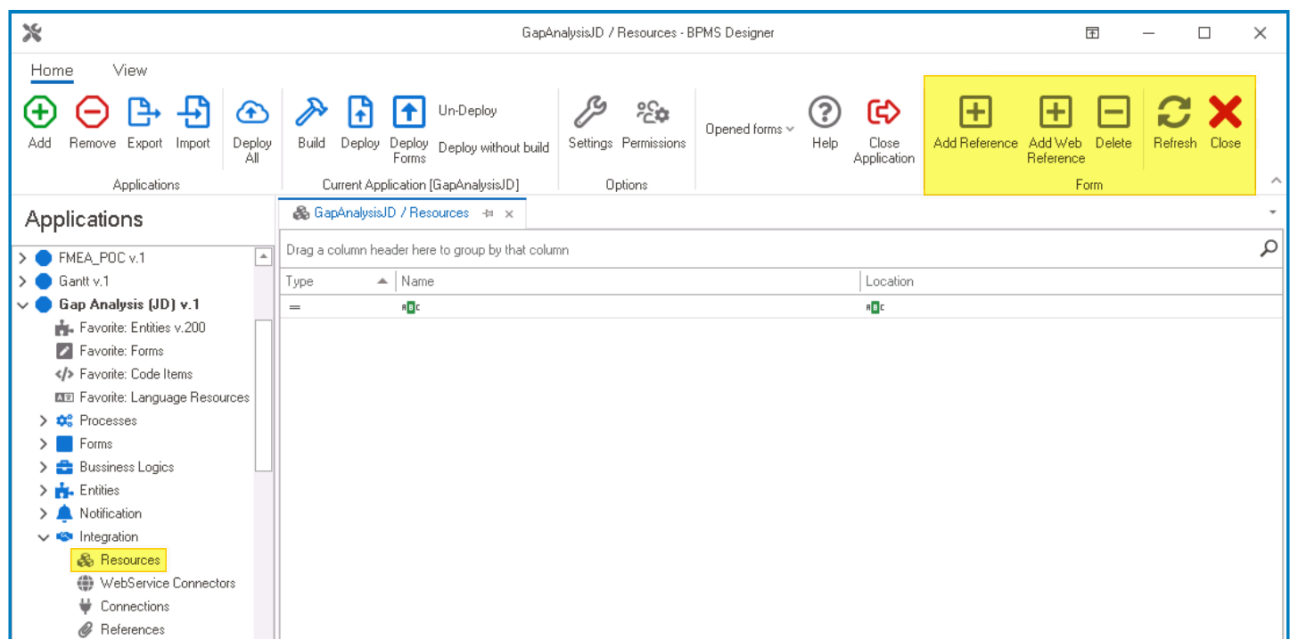 GapAnalysisJD / Resources - BPMS Designer
Home View
Add Remove Export Import Deploy All
Applications
Build Deploy Deploy Forms Un-Deploy Deploy without build
Current Application [GapAnalysisJD]
Settings Permissions
Options
Opened forms
Help Close Application
Add Reference Add Web Reference Delete Refresh Close
Form
Applications
GapAnalysisJD / Resources
Drag a column header here to group by that column
Type Name Location
FMEA_POC v.1
Gantt v.1
Gap Analysis (JD) v.1
Favorite: Entities v.200
Favorite: Forms
Favorite: Code Items
Favorite: Language Resources
Processes
Forms
Bussiness Logics
Entities
Notification
Integration
Resources
WebService Connectors
Connections
References